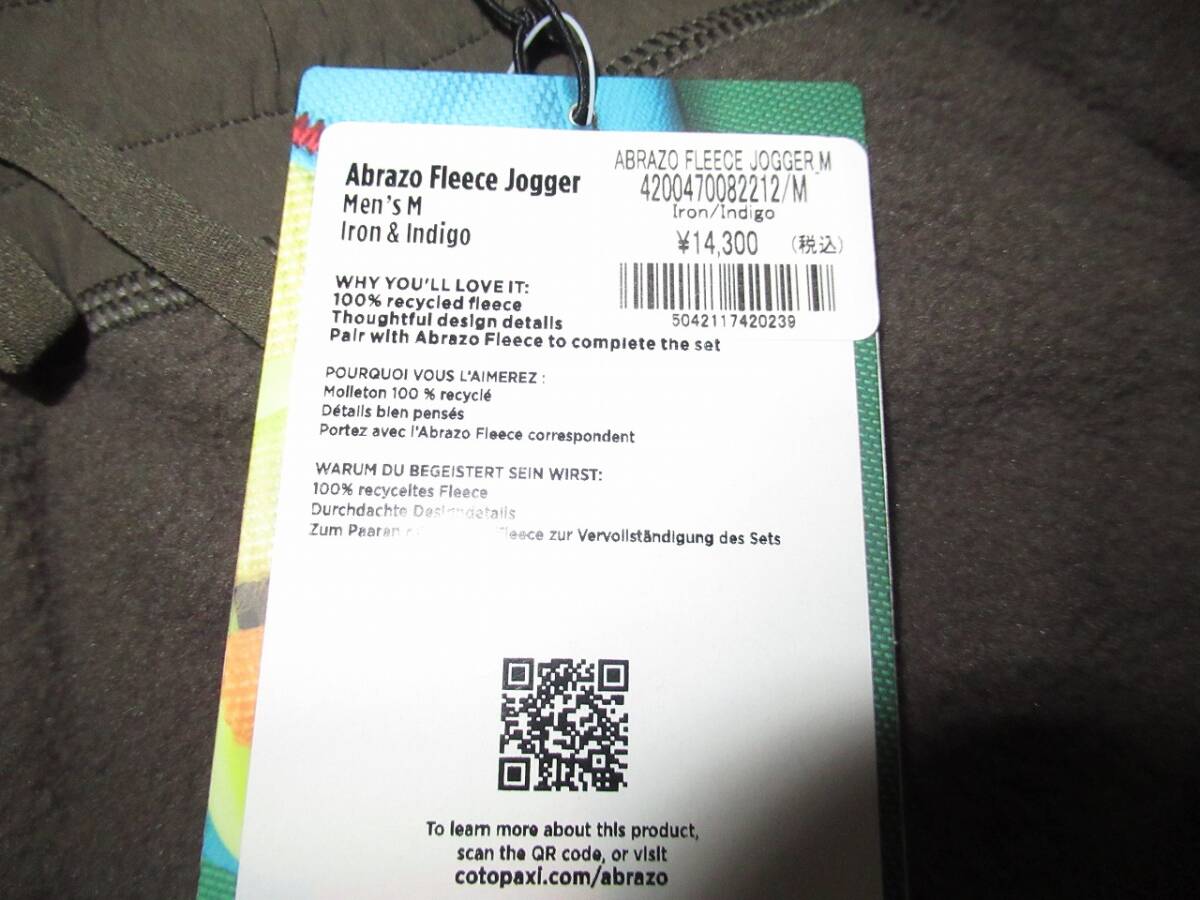 Abrazo Fleece Jogger
Men's M
Iron & Indigo
ABRAZO FLEECE JOGGER_M
4200470082212/M
Iron/Indigo
¥14,300 (税込)
5042117420239
WHY YOU'LL LOVE IT:
100% recycled fleece
Thoughtful design details
Pair with Abrazo Fleece to complete the set
POURQUOI VOUS L'AIMEREZ :
Molleton 100 % recyclé
Détails bien pensés
Portez avec l'Abrazo Fleece correspondent
WARUM DU BEGEISTERT SEIN WIRST:
100% recyceltes Fleece
Durchdachte Designdetails
Zum Paaren Fleece zur Vervollständigung des Sets
To learn more about this product,
scan the QR code, or visit
cotopaxi.com/abrazo